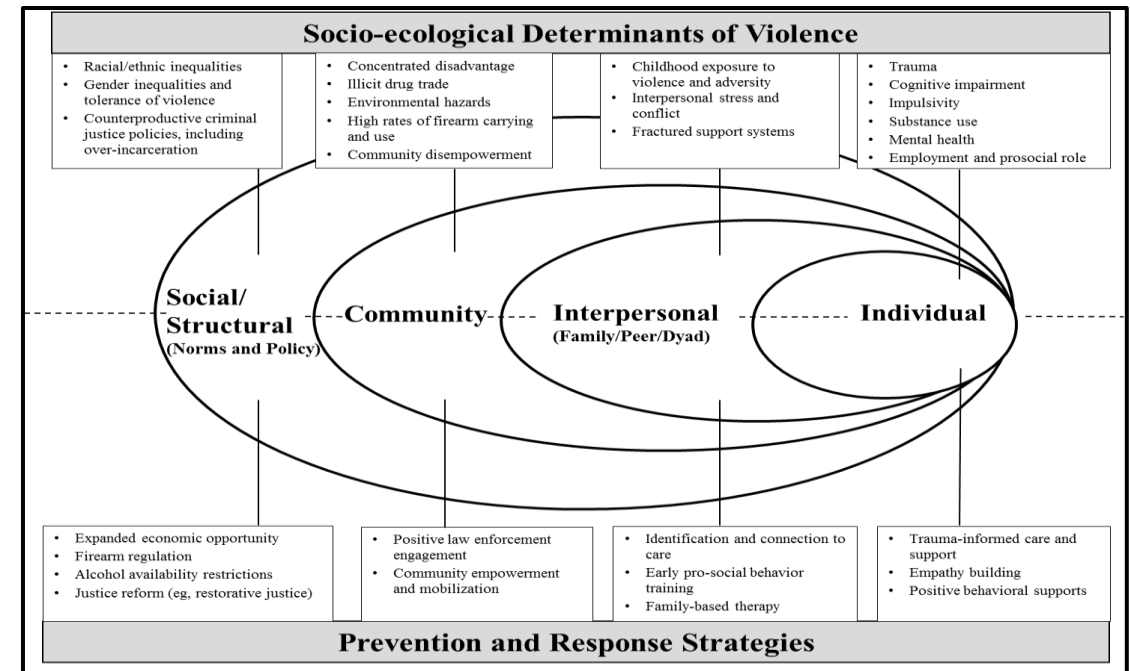 Socio-ecological Determinants of Violence
• Racial/ethnic inequalities
• Gender inequalities and
tolerance of violence
• Counterproductive criminal
justice policies, including
over-incarceration
• Concentrated disadvantage
• Illicit drug trade
• Environmental hazards
• High rates of firearm carrying
and use
• Community disempowerment
• Childhood exposure to
violence and adversity
• Interpersonal stress and
conflict
• Fractured support systems
• Trauma
• Cognitive impairment
• Impulsivity
• Substance use
• Mental health
• Employment and prosocial role
Social/
Structural
(Norms and Policy)
Community
Interpersonal
(Family/Peer/Dyad)
Individual
• Expanded economic opportunity
• Firearm regulation
• Alcohol availability restrictions
• Justice reform (eg, restorative justice)
• Positive law enforcement
engagement
• Community empowerment
and mobilization
• Identification and connection to
care
• Early pro-social behavior
training
• Family-based therapy
• Trauma-informed care and
support
• Empathy building
• Positive behavioral supports
Prevention and Response Strategies